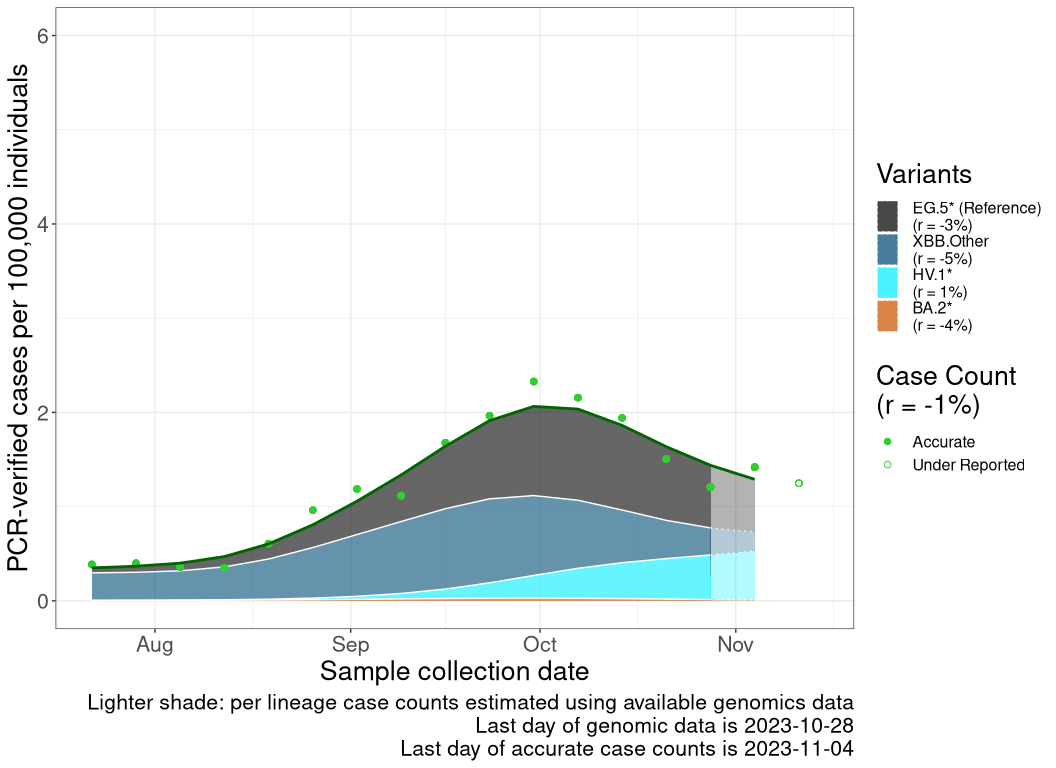 PCR-verified cases per 100,000 individuals
6
4
2
0
Aug Sep Oct Nov
Sample collection date
Lighter shade: per lineage case counts estimated using available genomics data
Last day of genomic data is 2023-10-28
Last day of accurate case counts is 2023-11-04
Variants
EG.5* (Reference)
(r = -3%)
XBB.Other
(r = -5%)
HV.1*
(r = 1%)
BA.2*
(r = -4%)
Case Count
(r = -1%)
Accurate
Under Reported